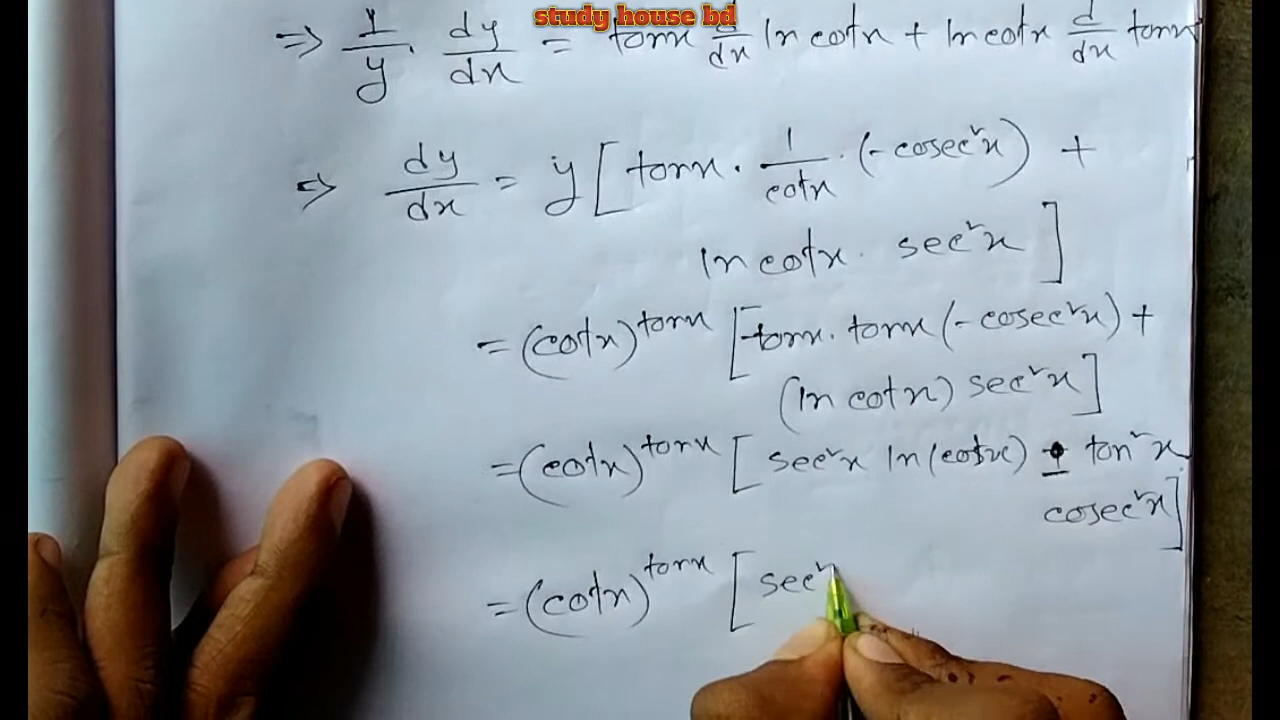 study house bd
⇒ 1/y · dy/dx = tanx d/dx ln cotx + ln cotx d/dx tanx
⇒ dy/dx = y [ tanx · 1/cotx · (-cosec²x) +
ln cotx · sec²x ]
= (cotx)^tanx [ tanx · tanx (-cosec²x) +
(ln cotx) sec²x ]
= (cotx)^tanx [ sec²x ln(cotx) - tan²x
cosec²x ]
= (cotx)^tanx [ sec²